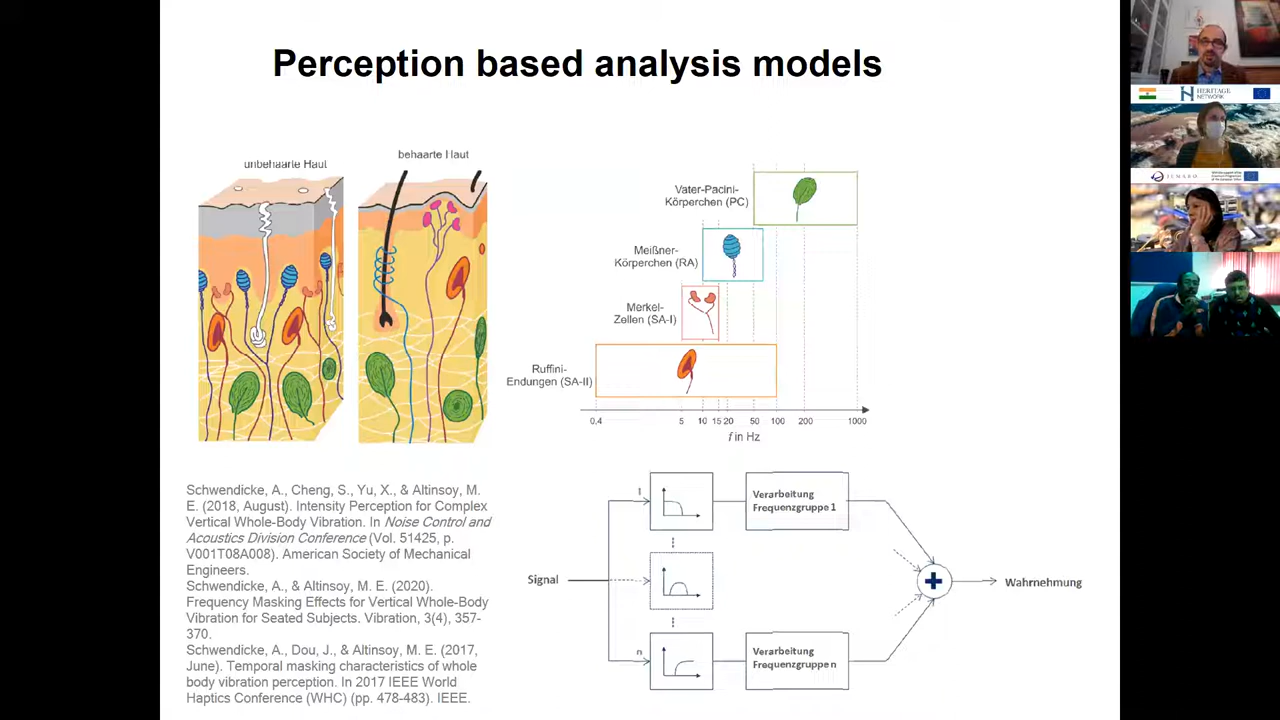 Perception based analysis models
unbehaarte Haut
behaarte Haut
Vater-Pacini-
Körperchen (PC)
Meißner-
Körperchen (RA)
Merkel-
Zellen (SA-I)
Ruffini-
Endungen (SA-II)
0,4 5 10 15 20 50 100 200 1000
f in Hz
Schwendicke, A., Cheng, S., Yu, X., & Altinsoy, M.
E. (2018, August). Intensity Perception for Complex
Vertical Whole-Body Vibration. In Noise Control and
Acoustics Division Conference (Vol. 51425, p.
V001T08A008). American Society of Mechanical
Engineers.
Schwendicke, A., & Altinsoy, M. E. (2020).
Frequency Masking Effects for Vertical Whole-Body
Vibration for Seated Subjects. Vibration, 3(4), 357-
370.
Schwendicke, A., Dou, J., & Altinsoy, M. E. (2017,
June). Temporal masking characteristics of whole
body vibration perception. In 2017 IEEE World
Haptics Conference (WHC) (pp. 478-483). IEEE.
Signal
1
n
Verarbeitung
Frequenzgruppe 1
Verarbeitung
Frequenzgruppe n
+
Wahrnehmung
HERITAGE
NETWORK